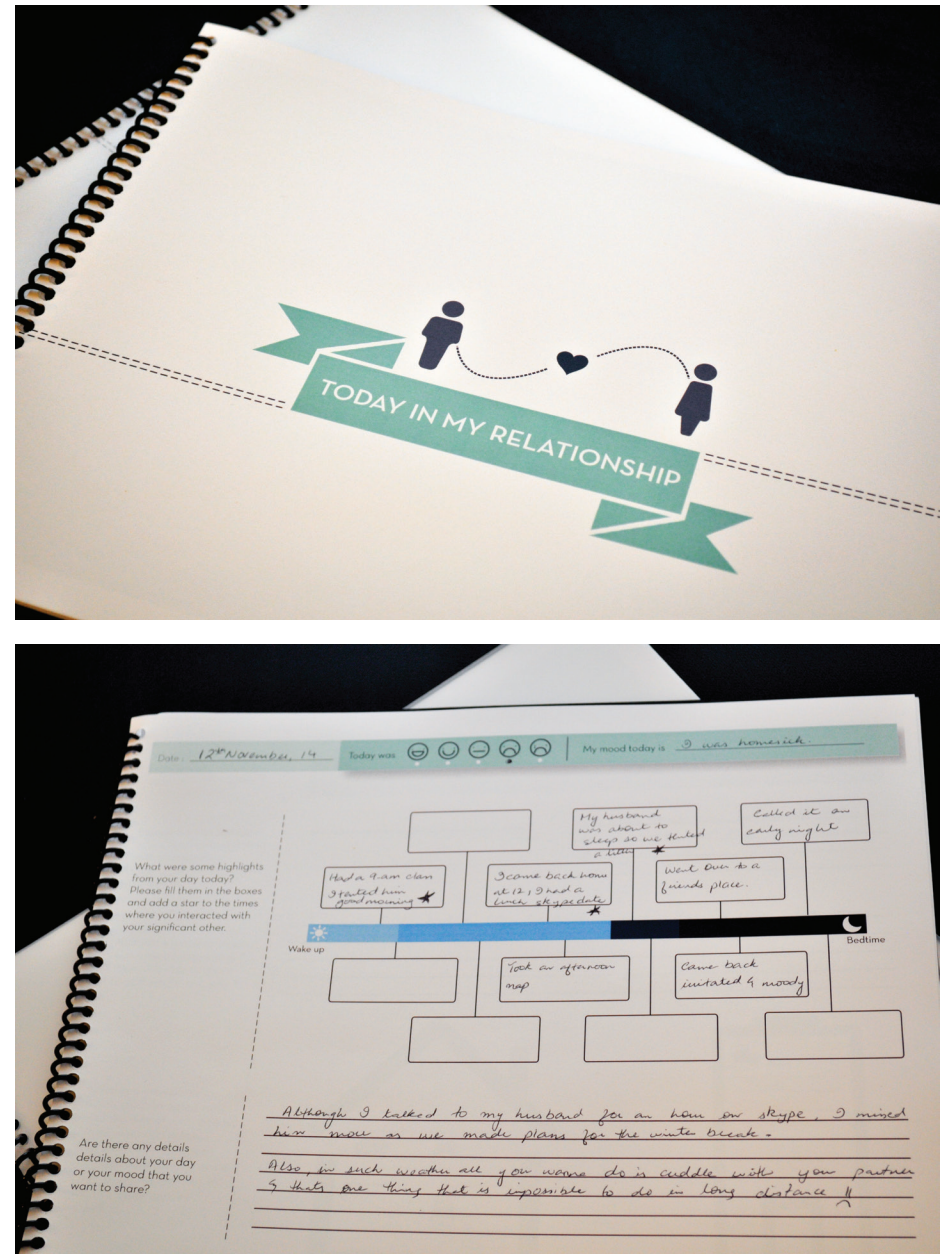 TODAY IN MY RELATIONSHIP
Date : 12th November, 14
Today was
My mood today is I was homesick.
What were some highlights
from your day today?
Please fill them in the boxes
and add a star to the times
where you interacted with
your significant other.
My husband
was about to
sleep so we texted
a little
Called it an
early night
Had a 9 am class
I texted him
good morning
I came back home
at 12, I had a
lunch skype date
Went over to a
friends place.
Wake up
Bedtime
Took an afternoon
nap
Came back
irritated & moody
Are there any details
details about your day
or your mood that you
want to share?
Although I talked to my husband for an hour on skype, I missed
him more as we made plans for the winter break.
Also, in such weather all you wanna do is cuddle with your partner
& thats one thing that is impossible to do in long distance !!